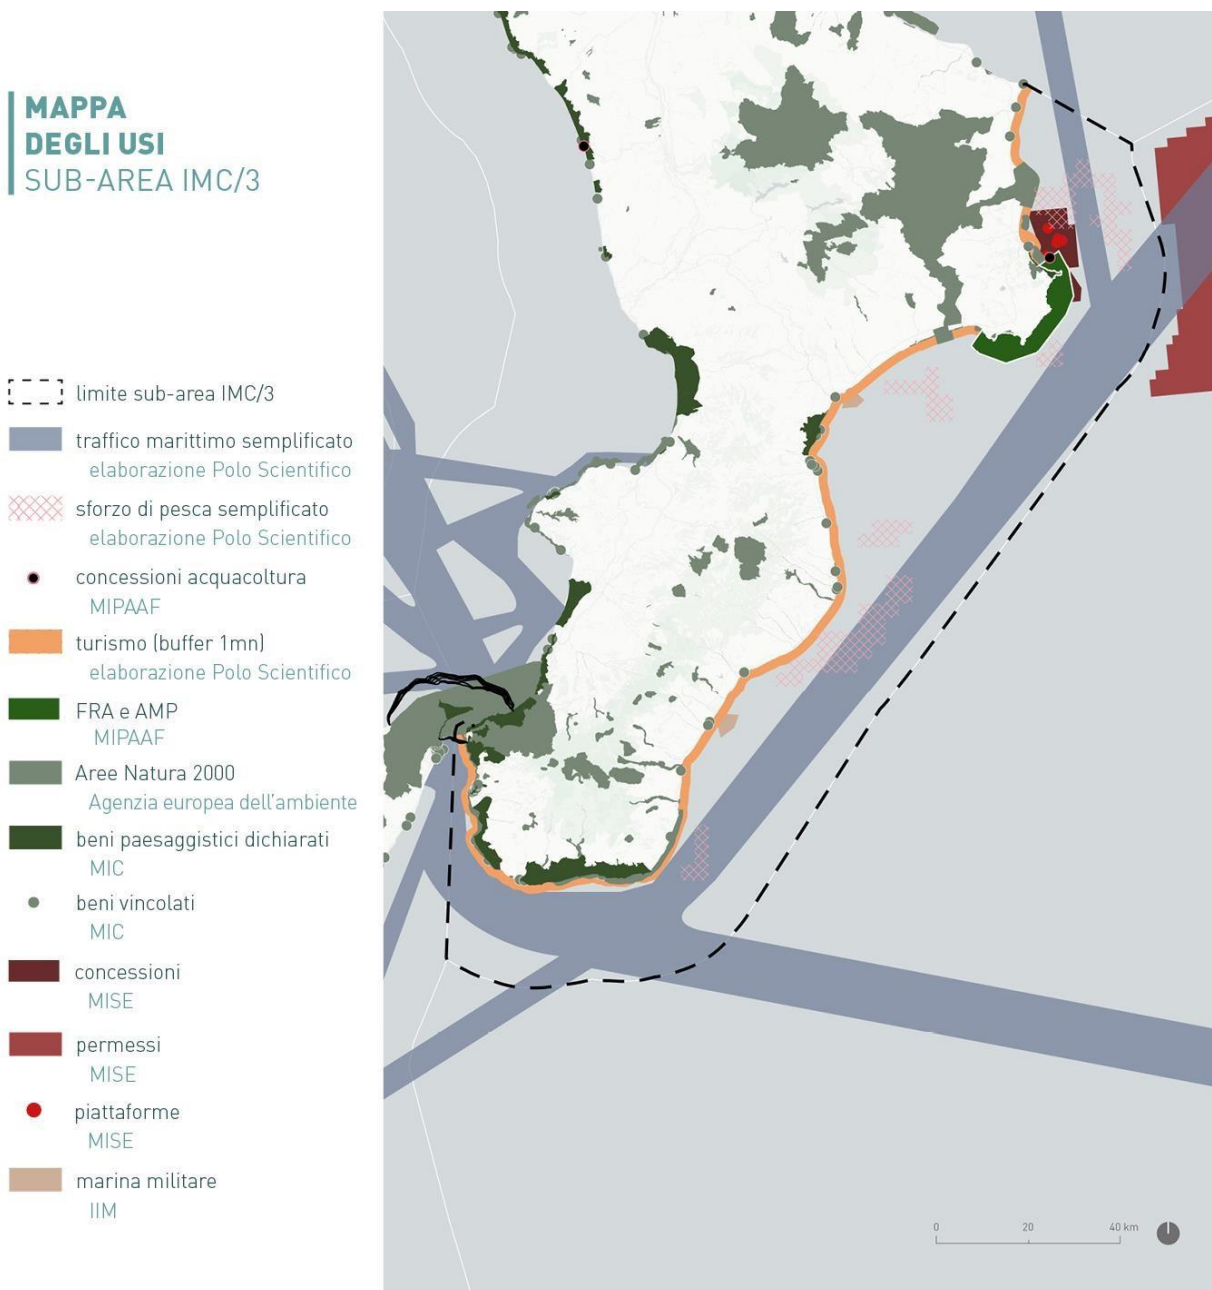 MAPPA
DEGLI USI
SUB-AREA IMC/3
limite sub-area IMC/3
traffico marittimo semplificato
elaborazione Polo Scientifico
sforzo di pesca semplificato
elaborazione Polo Scientifico
concessioni acquacoltura
MIPAAF
turismo (buffer 1mn)
elaborazione Polo Scientifico
FRA e AMP
MIPAAF
Aree Natura 2000
Agenzia europea dell'ambiente
beni paesaggistici dichiarati
MIC
beni vincolati
MIC
concessioni
MISE
permessi
MISE
piattaforme
MISE
marina militare
IIM
0 20 40 km